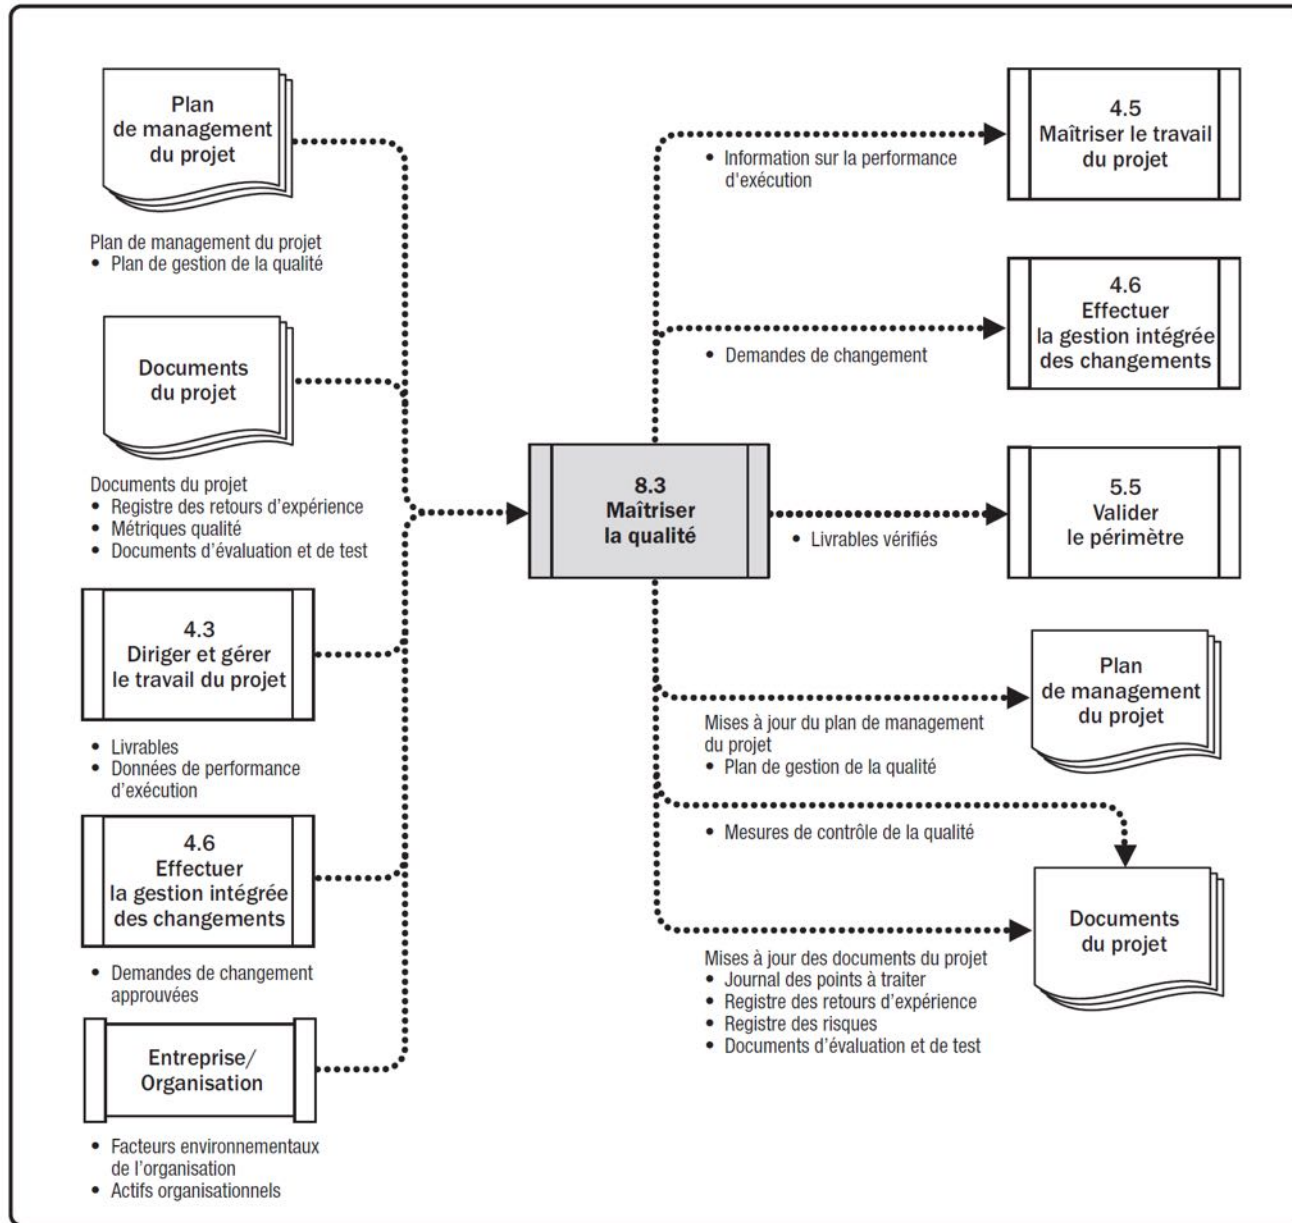 Plan
de management
du projet
Plan de management du projet
• Plan de gestion de la qualité
Documents
du projet
Documents du projet
• Registre des retours d’expérience
• Métriques qualité
• Documents d’évaluation et de test
4.3
Diriger et gérer
le travail du projet
• Livrables
• Données de performance
d’exécution
4.6
Effectuer
la gestion intégrée
des changements
• Demandes de changement
approuvées
Entreprise/
Organisation
• Facteurs environnementaux
de l’organisation
• Actifs organisationnels
8.3
Maîtriser
la qualité
• Information sur la performance
d'exécution
4.5
Maîtriser le travail
du projet
• Demandes de changement
4.6
Effectuer
la gestion intégrée
des changements
• Livrables vérifiés
5.5
Valider
le périmètre
Mises à jour du plan de management
du projet
• Plan de gestion de la qualité
Plan
de management
du projet
• Mesures de contrôle de la qualité
Mises à jour des documents du projet
• Journal des points à traiter
• Registre des retours d’expérience
• Registre des risques
• Documents d’évaluation et de test
Documents
du projet